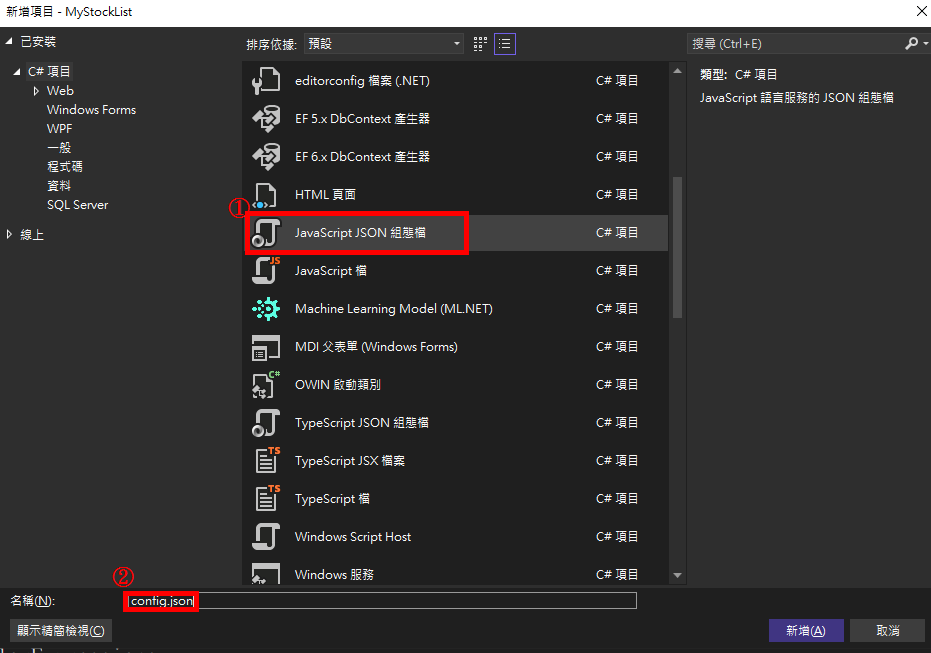 新增項目 - MyStockList
已安裝
C# 項目
Web
Windows Forms
WPF
一般
程式碼
資料
SQL Server
線上
排序依據: 預設
editorconfig 檔案 (.NET) C# 項目
EF 5.x DbContext 產生器 C# 項目
EF 6.x DbContext 產生器 C# 項目
HTML 頁面 C# 項目
①
JavaScript JSON 組態檔 C# 項目
JS
JavaScript 檔 C# 項目
Machine Learning Model (ML.NET) C# 項目
MDI 父表單 (Windows Forms) C# 項目
C#
OWIN 啟動類別 C# 項目
TypeScript JSON 組態檔 C# 項目
TS
TypeScript JSX 檔案 C# 項目
TS
TypeScript 檔 C# 項目
Windows Script Host C# 項目
Windows 服務 C# 項目
搜尋 (Ctrl+E)
類型: C# 項目
JavaScript 語言服務的 JSON 組態檔
②
名稱(N): config.json
顯示精簡檢視(C) 新增(A) 取消